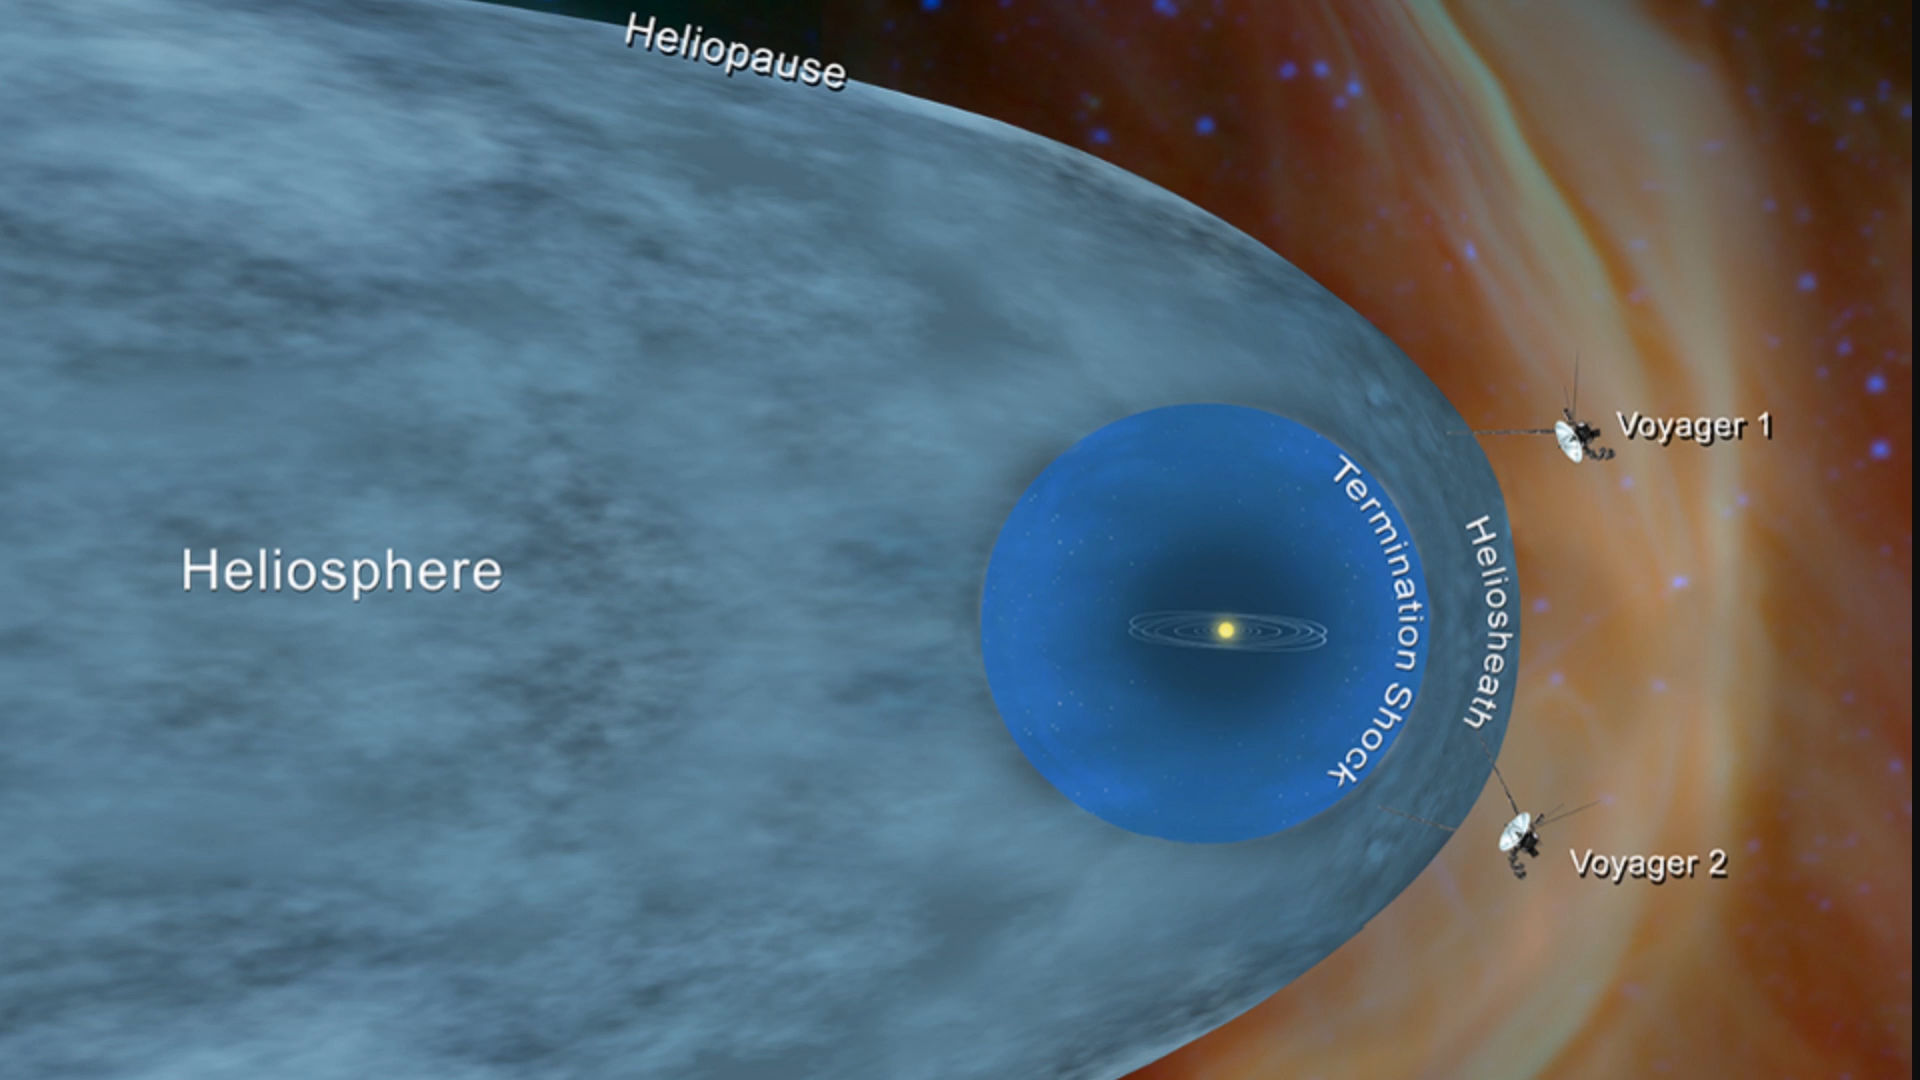 Heliopause
Voyager 1
Termination Shock
Heliosheath
Heliosphere
Voyager 2